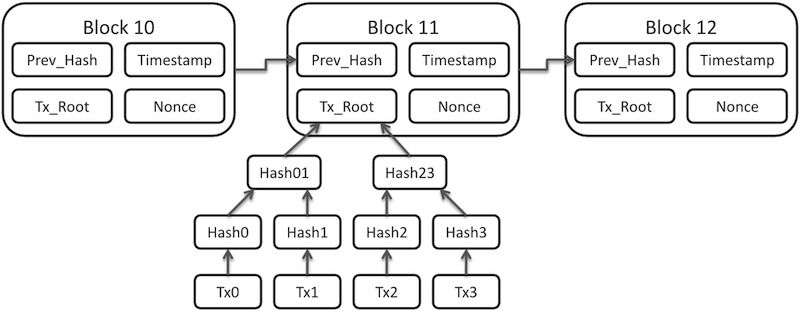 Block 10
Prev_Hash
Timestamp
Tx_Root
Nonce
Block 11
Prev_Hash
Timestamp
Tx_Root
Nonce
Block 12
Prev_Hash
Timestamp
Tx_Root
Nonce
Hash01
Hash23
Hash0
Hash1
Hash2
Hash3
Tx0
Tx1
Tx2
Tx3